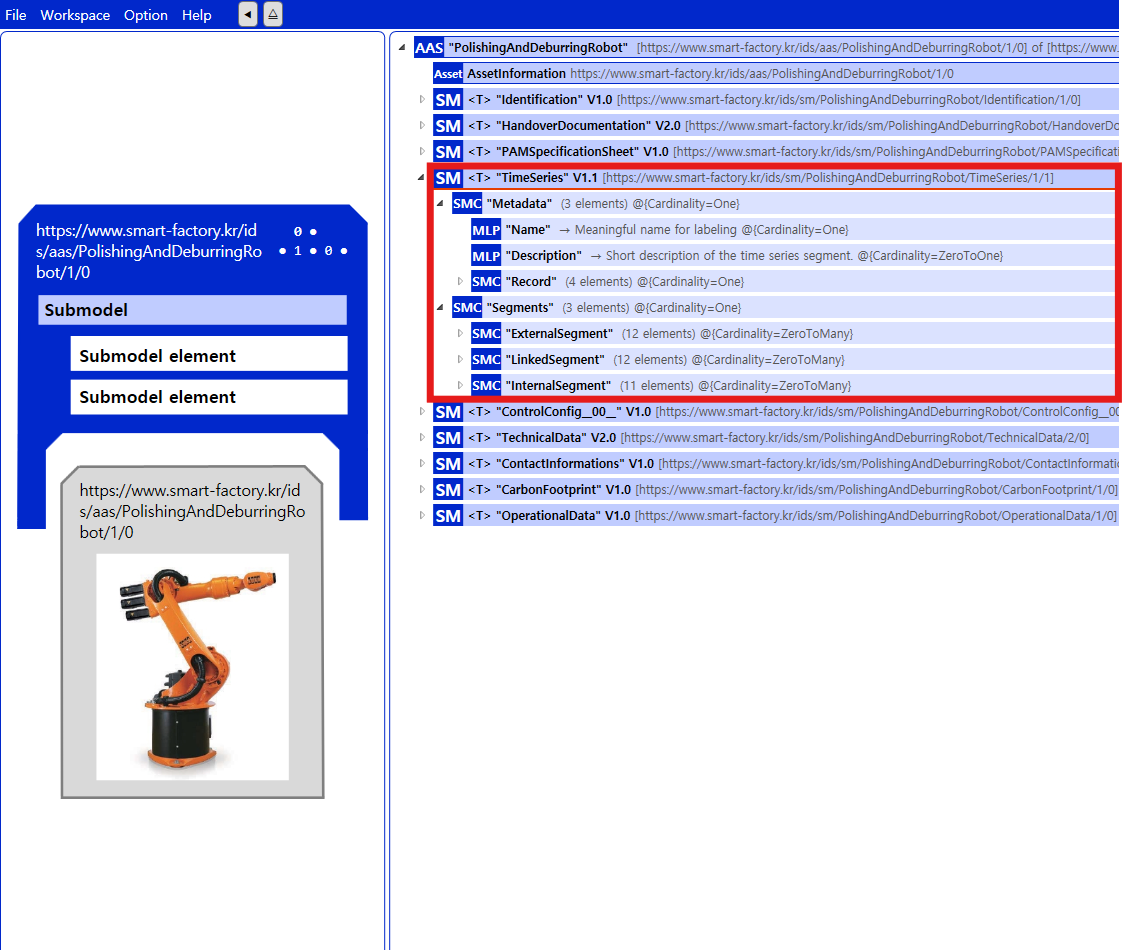 File Workspace Option Help
https://www.smart-factory.kr/id
s/aas/PolishingAndDeburringRo
bot/1/0
0 ●
● 1 ● 0 ●
Submodel
Submodel element
Submodel element
https://www.smart-factory.kr/id
s/aas/PolishingAndDeburringRo
bot/1/0
AAS "PolishingAndDeburringRobot" [https://www.smart-factory.kr/ids/aas/PolishingAndDeburringRobot/1/0] of [https://www.
Asset AssetInformation https://www.smart-factory.kr/ids/aas/PolishingAndDeburringRobot/1/0
SM <T> "Identification" V1.0 [https://www.smart-factory.kr/ids/sm/PolishingAndDeburringRobot/Identification/1/0]
SM <T> "HandoverDocumentation" V2.0 [https://www.smart-factory.kr/ids/sm/PolishingAndDeburringRobot/HandoverDo
SM <T> "PAMSpecificationSheet" V1.0 [https://www.smart-factory.kr/ids/sm/PolishingAndDeburringRobot/PAMSpecificati
SM <T> "TimeSeries" V1.1 [https://www.smart-factory.kr/ids/sm/PolishingAndDeburringRobot/TimeSeries/1/1]
SMC "Metadata" (3 elements) @{Cardinality=One}
MLP "Name" → Meaningful name for labeling @{Cardinality=One}
MLP "Description" → Short description of the time series segment. @{Cardinality=ZeroToOne}
SMC "Record" (4 elements) @{Cardinality=One}
SMC "Segments" (3 elements) @{Cardinality=One}
SMC "ExternalSegment" (12 elements) @{Cardinality=ZeroToMany}
SMC "LinkedSegment" (12 elements) @{Cardinality=ZeroToMany}
SMC "InternalSegment" (11 elements) @{Cardinality=ZeroToMany}
SM <T> "ControlConfig__00__" V1.0 [https://www.smart-factory.kr/ids/sm/PolishingAndDeburringRobot/ControlConfig__00
SM <T> "TechnicalData" V2.0 [https://www.smart-factory.kr/ids/sm/PolishingAndDeburringRobot/TechnicalData/2/0]
SM <T> "ContactInformations" V1.0 [https://www.smart-factory.kr/ids/sm/PolishingAndDeburringRobot/ContactInformatio
SM <T> "CarbonFootprint" V1.0 [https://www.smart-factory.kr/ids/sm/PolishingAndDeburringRobot/CarbonFootprint/1/0]
SM <T> "OperationalData" V1.0 [https://www.smart-factory.kr/ids/sm/PolishingAndDeburringRobot/OperationalData/1/0]